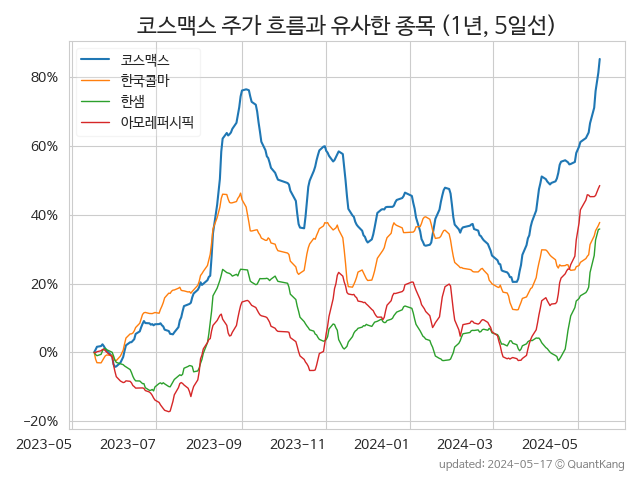 코스맥스 주가 흐름과 유사한 종목 (1년, 5일선)
코스맥스
한국콜마
한샘
아모레퍼시픽
80%
60%
40%
20%
0%
−20%
2023-05 2023-07 2023-09 2023-11 2024-01 2024-03 2024-05
updated: 2024-05-17 © QuantKang